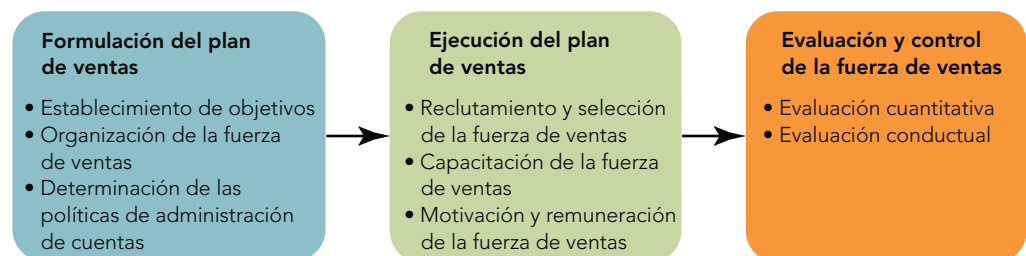 Formulación del plan
de ventas
• Establecimiento de objetivos
• Organización de la fuerza
de ventas
• Determinación de las
políticas de administración
de cuentas
Ejecución del plan
de ventas
• Reclutamiento y selección
de la fuerza de ventas
• Capacitación de la fuerza
de ventas
• Motivación y remuneración
de la fuerza de ventas
Evaluación y control
de la fuerza de ventas
• Evaluación cuantitativa
• Evaluación conductual